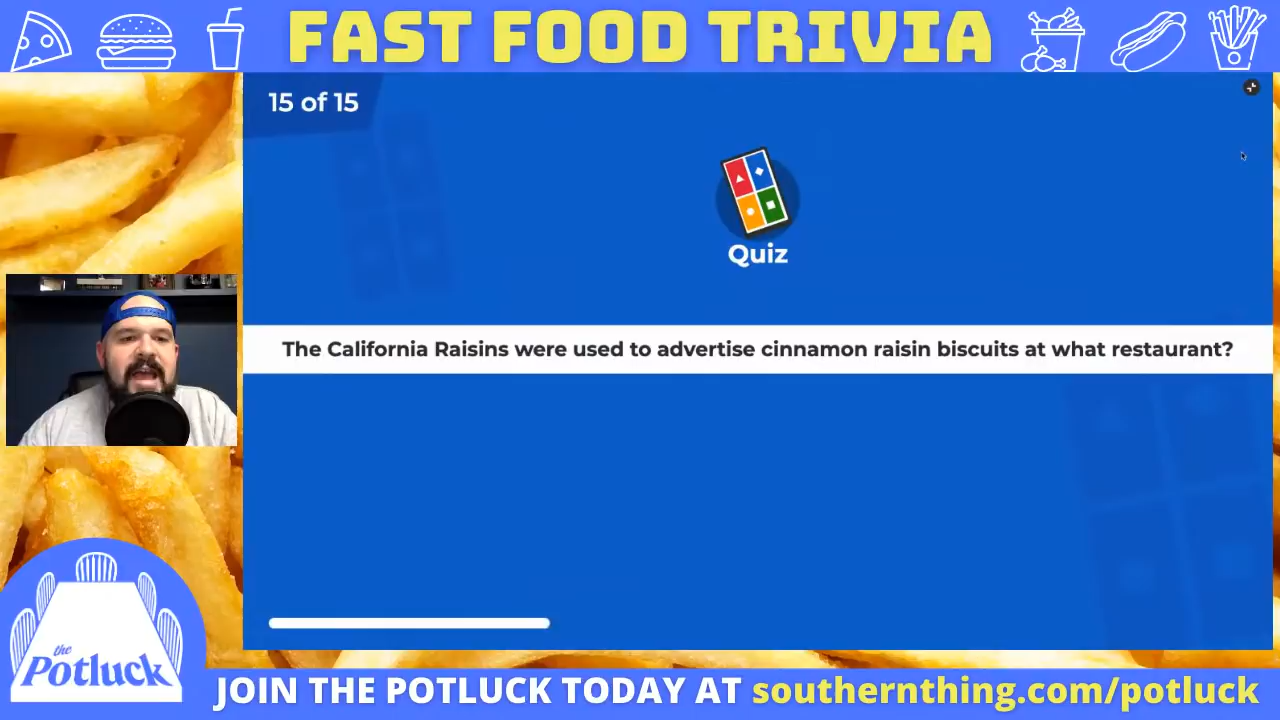 FAST FOOD TRIVIA
15 of 15
Quiz
The California Raisins were used to advertise cinnamon raisin biscuits at what restaurant?
the
Potluck
JOIN THE POTLUCK TODAY AT southernthing.com/potluck